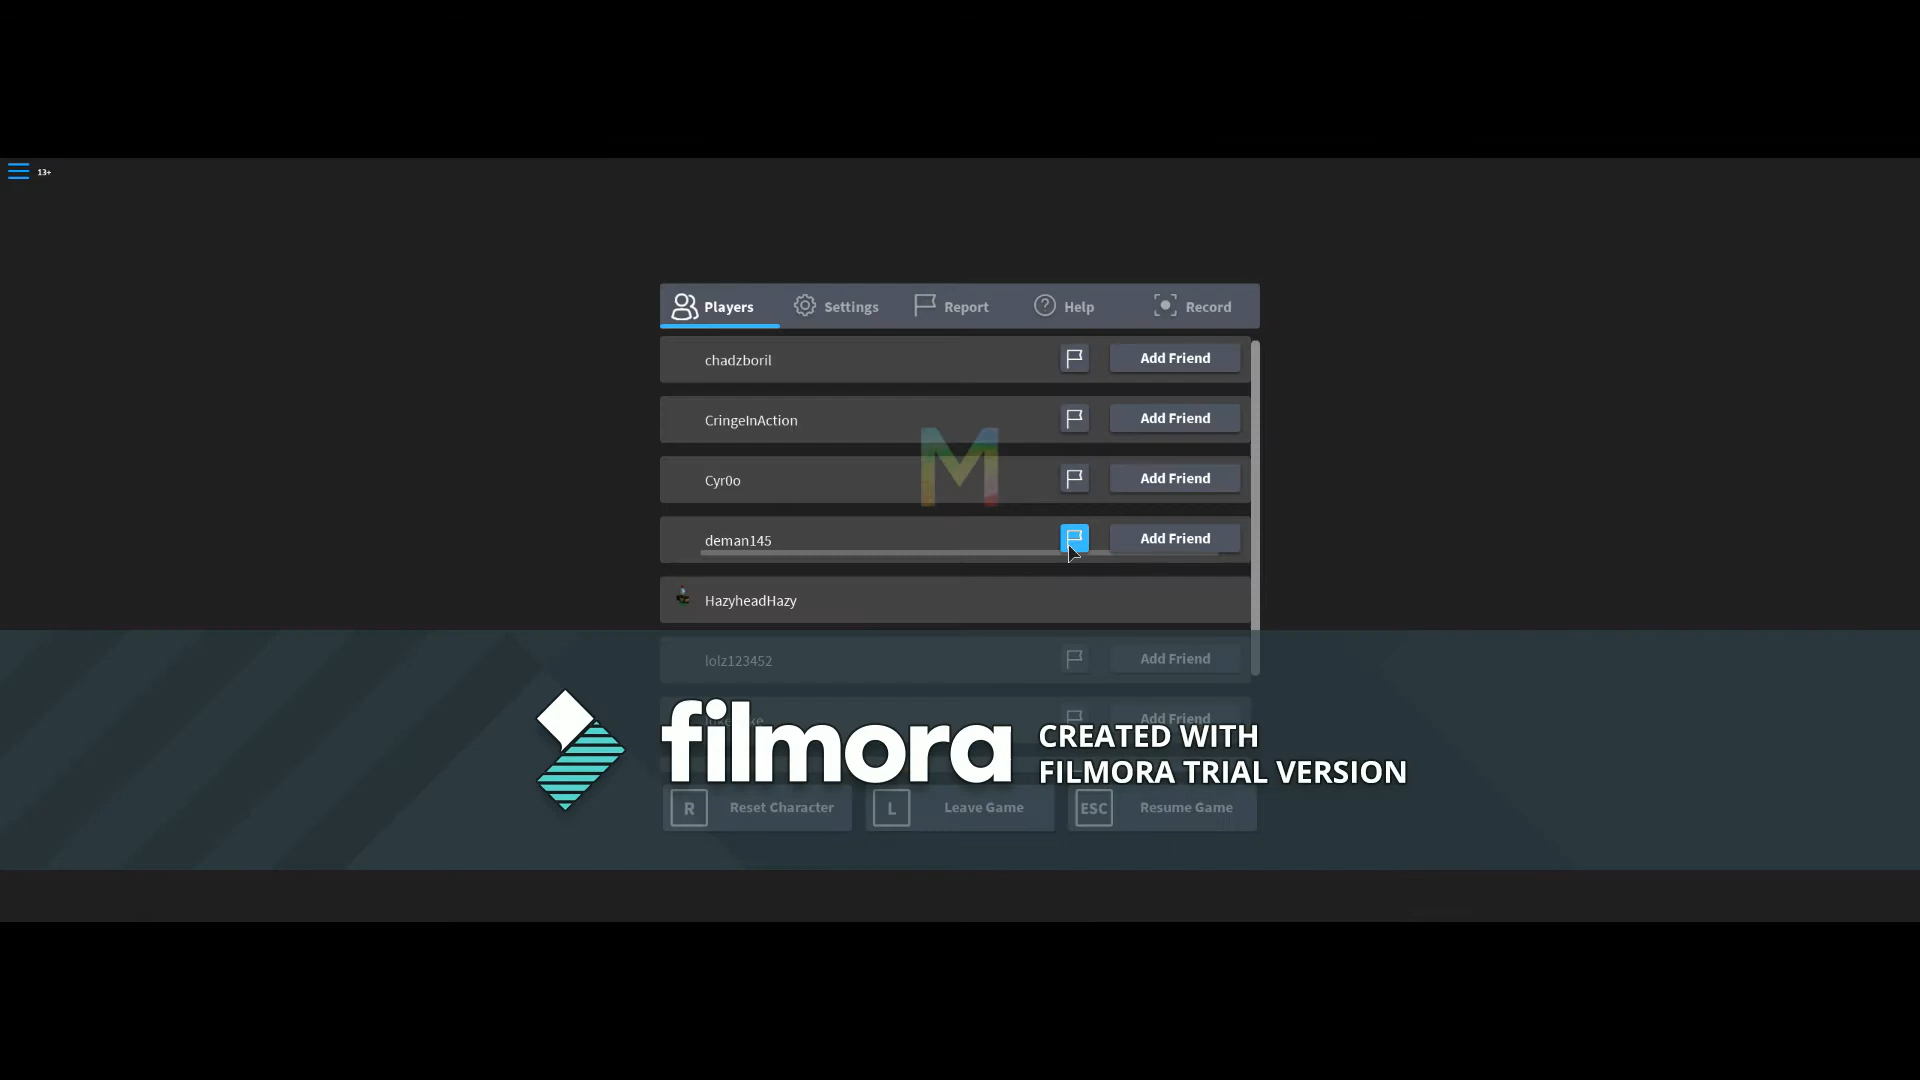 13+
Players
Settings
Report
Help
Record
chadzboril
Add Friend
CringeInAction
Add Friend
M
Cyr0o
Add Friend
deman145
Add Friend
HazyheadHazy
lolz123452
Add Friend
Add Friend
filmora
CREATED WITH
FILMORA TRIAL VERSION
R
Reset Character
L
Leave Game
ESC
Resume Game